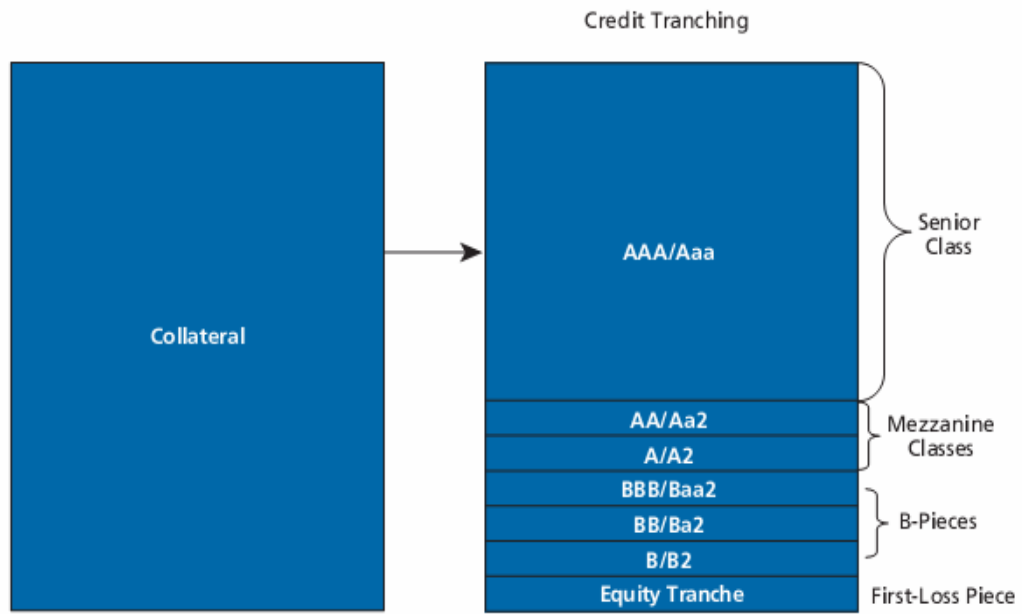 Credit Tranching
Collateral
AAA/Aaa
Senior
Class
AA/Aa2
A/A2
Mezzanine
Classes
BBB/Baa2
BB/Ba2
B/B2
B-Pieces
Equity Tranche
First-Loss Piece